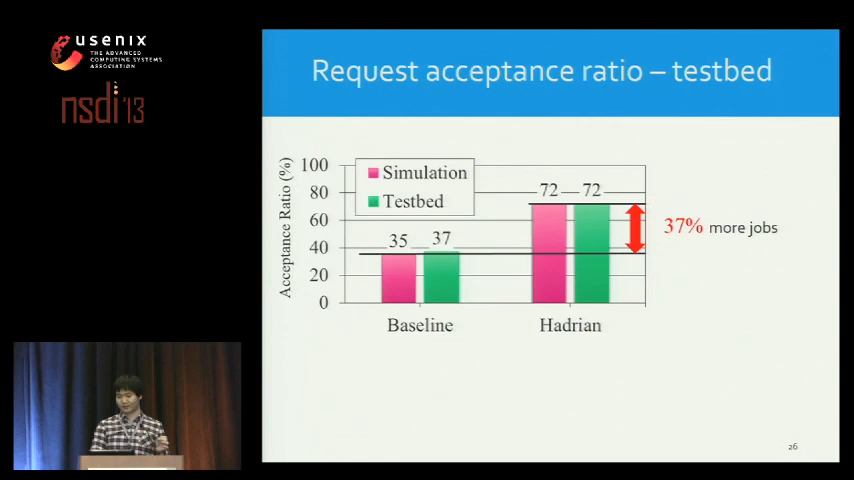 usenix
THE ADVANCED
COMPUTING SYSTEMS
ASSOCIATION
nsdi '13
Request acceptance ratio – testbed
Acceptance Ratio (%)
100
80
60
40
20
0
Simulation
Testbed
35
37
72
72
37% more jobs
Baseline
Hadrian
26